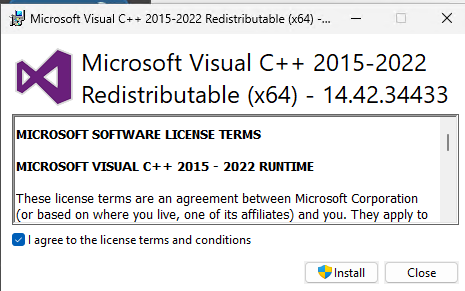 Microsoft Visual C++ 2015-2022 Redistributable (x64) -...
Microsoft Visual C++ 2015-2022
Redistributable (x64) - 14.42.34433
MICROSOFT SOFTWARE LICENSE TERMS
MICROSOFT VISUAL C++ 2015 - 2022 RUNTIME
These license terms are an agreement between Microsoft Corporation
(or based on where you live, one of its affiliates) and you. They apply to
I agree to the license terms and conditions
Install
Close